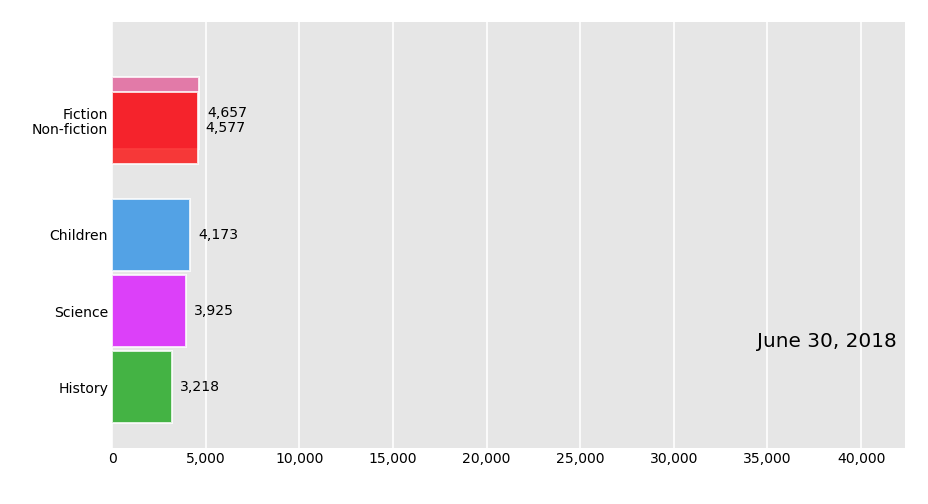 Fiction 4,657
Non-fiction 4,577
Children 4,173
Science 3,925
June 30, 2018
History 3,218
0 5,000 10,000 15,000 20,000 25,000 30,000 35,000 40,000